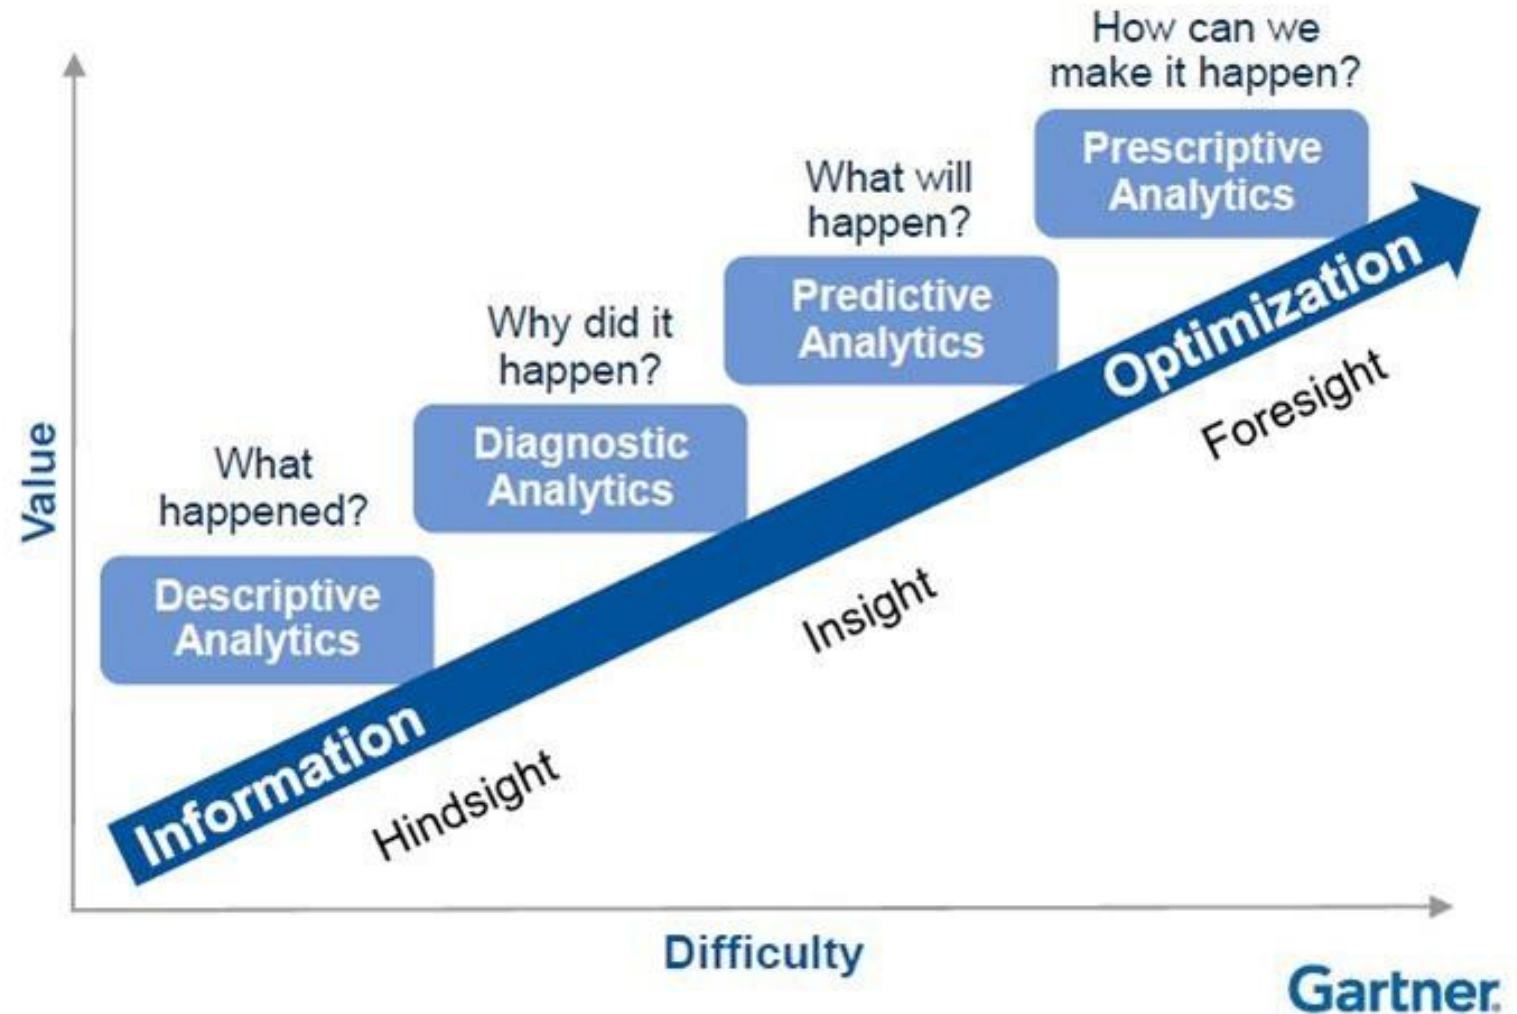 How can we
make it happen?
Prescriptive
Analytics
What will
happen?
Predictive
Analytics
Why did it
happen?
Diagnostic
Analytics
What
happened?
Descriptive
Analytics
Value
Information
Optimization
Hindsight
Insight
Foresight
Difficulty
Gartner.